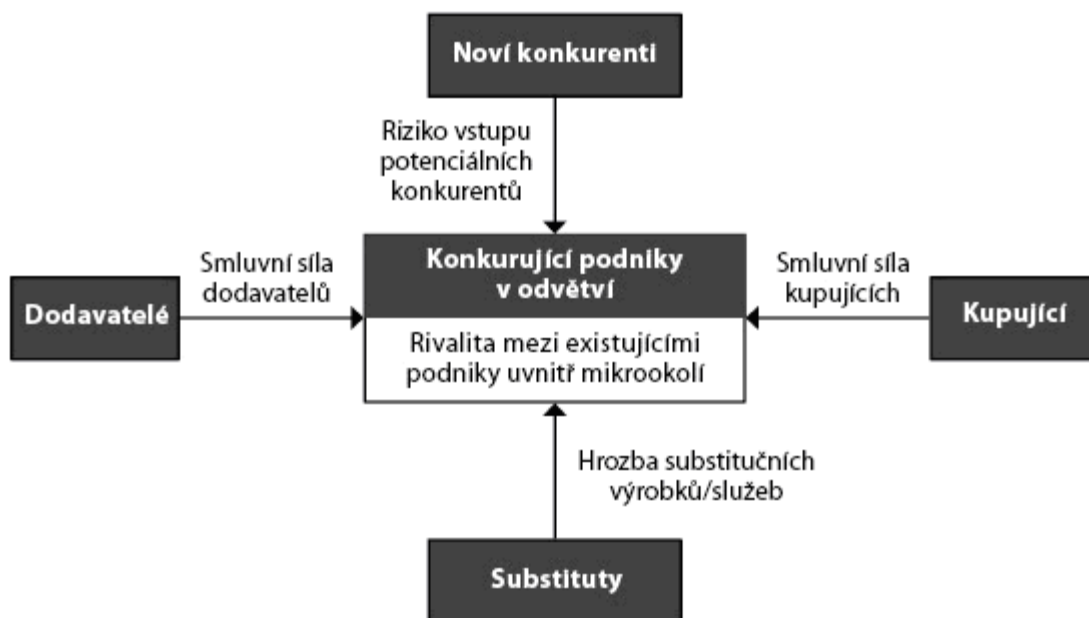 Noví konkurenti
Riziko vstupu
potenciálních
konkurentů
Konkurující podniky
v odvětví
Rivalita mezi existujícími
podniky uvnitř mikrookolí
Smluvní síla
dodavatelů
Dodavatelé
Smluvní síla
kupujících
Kupující
Hrozba substitučních
výrobků/služeb
Substituty